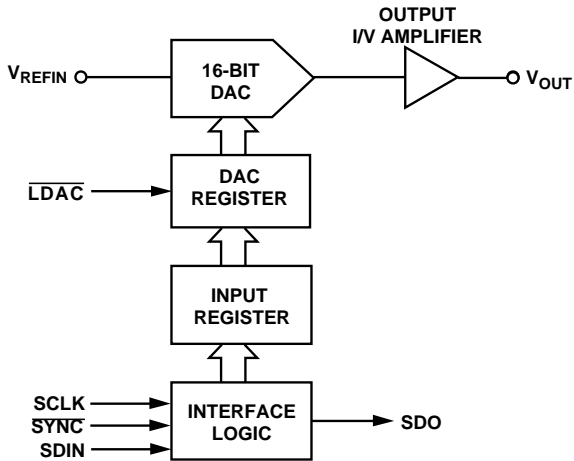 OUTPUT
I/V AMPLIFIER
VREFIN
16-BIT
DAC
VOUT
LDAC
DAC
REGISTER
INPUT
REGISTER
SCLK
SYNC
SDIN
INTERFACE
LOGIC
SDO